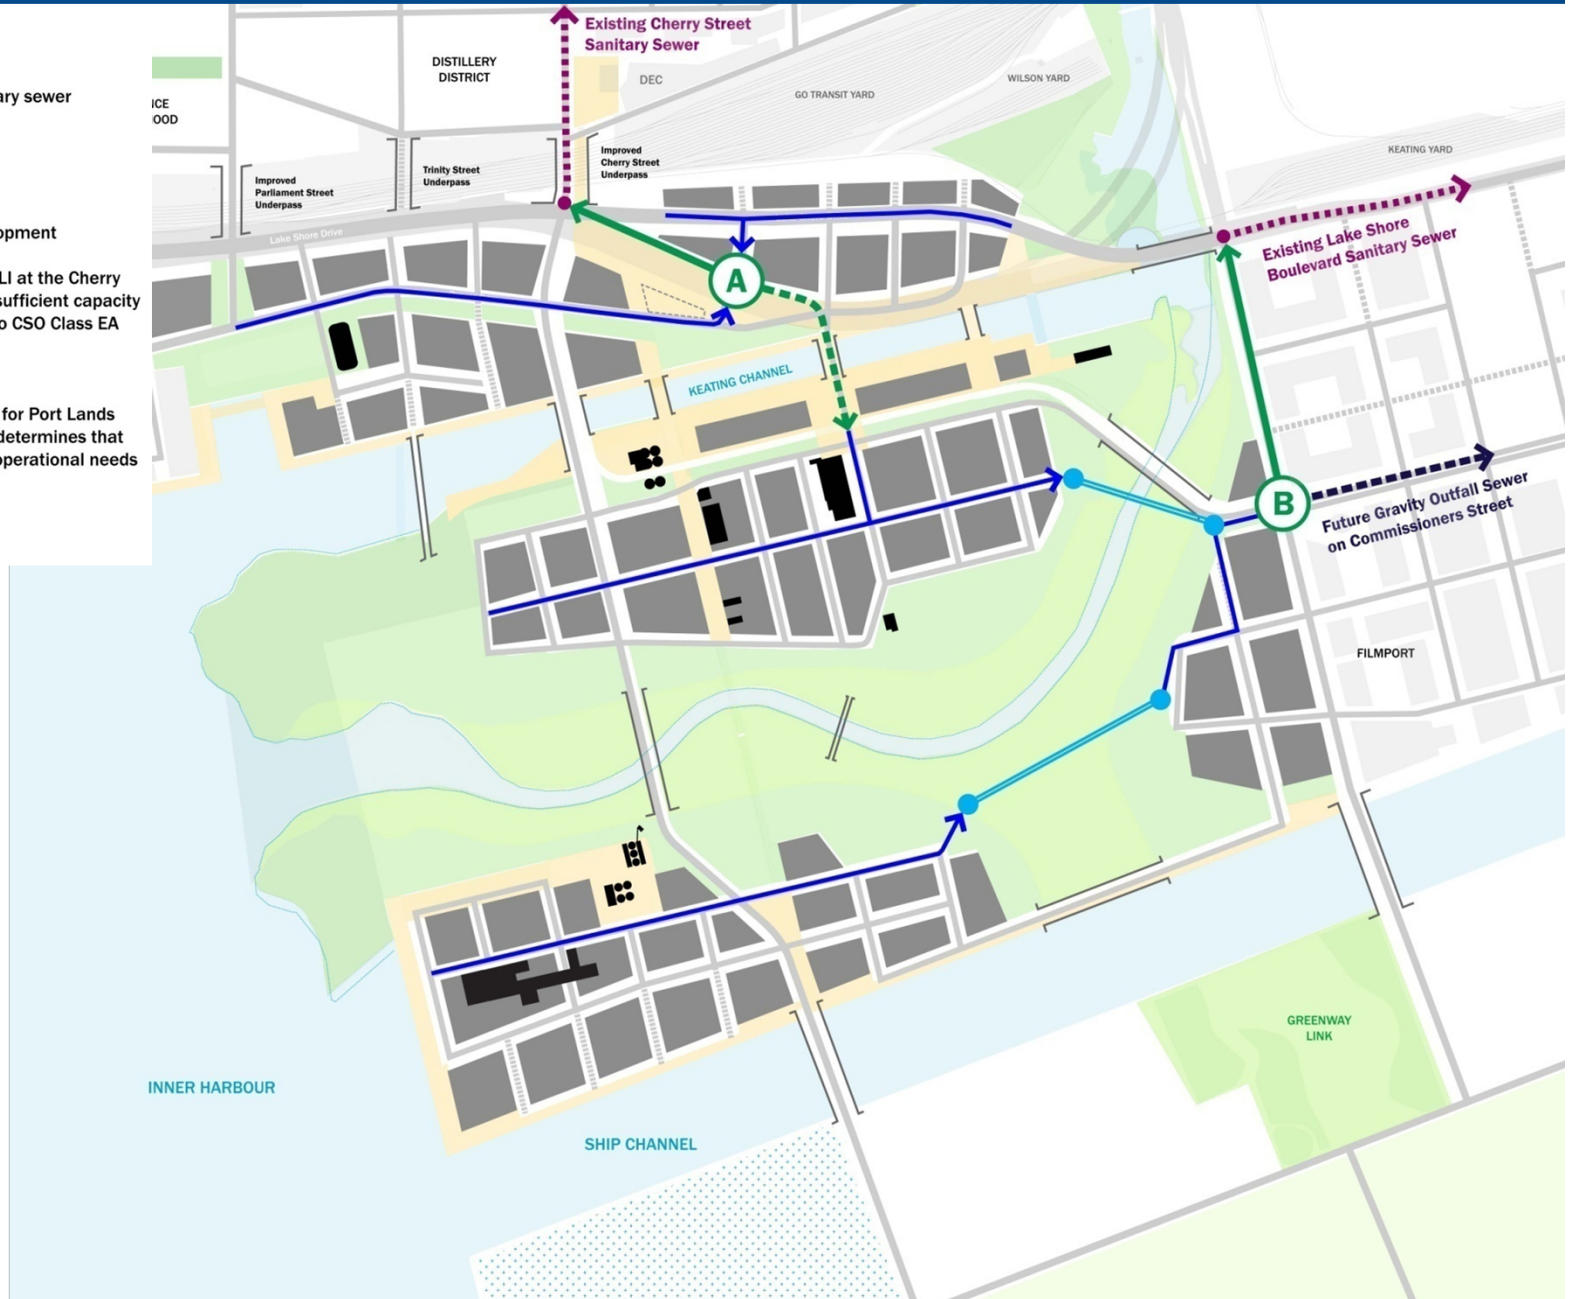 ary sewer
opment
LI at the Cherry
sufficient capacity
o CSO Class EA
for Port Lands
determines that
operational needs
Existing Cherry Street
Sanitary Sewer
DISTILLERY
DISTRICT
DEC
GO TRANSIT YARD
WILSON YARD
NCE
OOD
KEATING YARD
Improved
Parliament Street
Underpass
Trinity Street
Underpass
Improved
Cherry Street
Underpass
Lake Shore Drive
Existing Lake Shore
Boulevard Sanitary Sewer
A
KEATING CHANNEL
B
Future Gravity Outfall Sewer
on Commissioners Street
FILMPORT
GREENWAY
LINK
INNER HARBOUR
SHIP CHANNEL